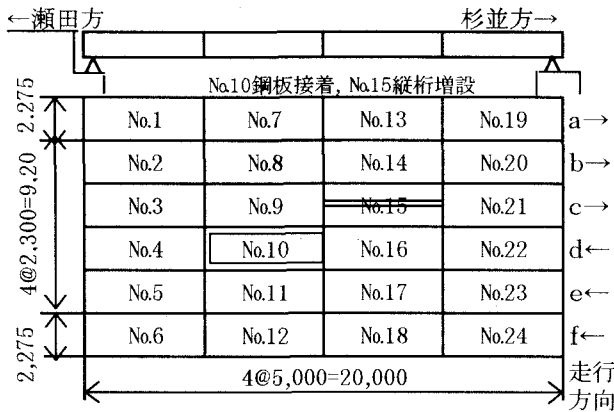 ←瀬田方 杉並方→
No.10鋼板接着, No.15縦桁増設
No.1 No.7 No.13 No.19 a→
No.2 No.8 No.14 No.20 b→
No.3 No.9 No.15 No.21 c→
No.4 No.10 No.16 No.22 d←
No.5 No.11 No.17 No.23 e←
No.6 No.12 No.18 No.24 f←
2.275
4@2,300=9,20
2,275
4@5,000=20,000
走行
方向